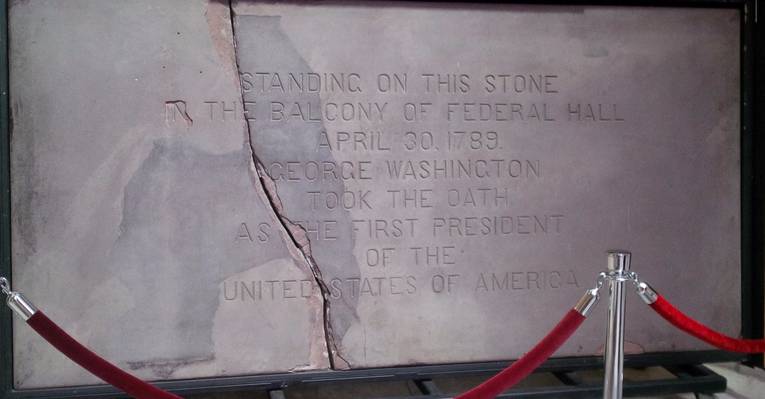 STANDING ON THIS STONE
IN THE BALCONY OF FEDERAL HALL
APRIL 30, 1789.
GEORGE WASHINGTON
TOOK THE OATH
AS THE FIRST PRESIDENT
OF THE
UNITED STATES OF AMERICA